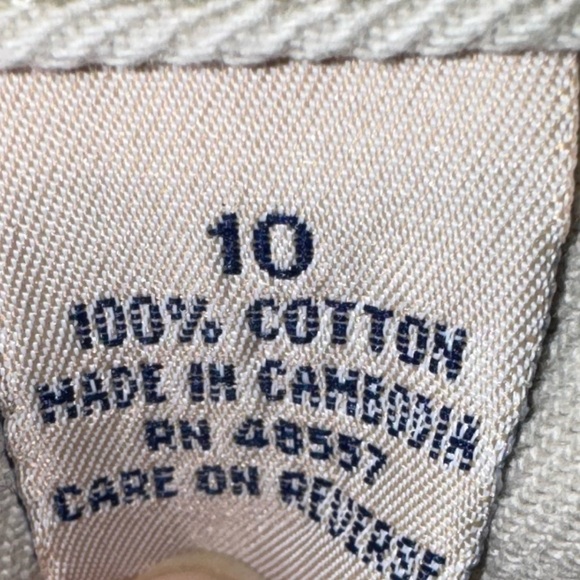 10
100% COTTON
MADE IN CAMBODIA
RN 48557
CARE ON REVERSE